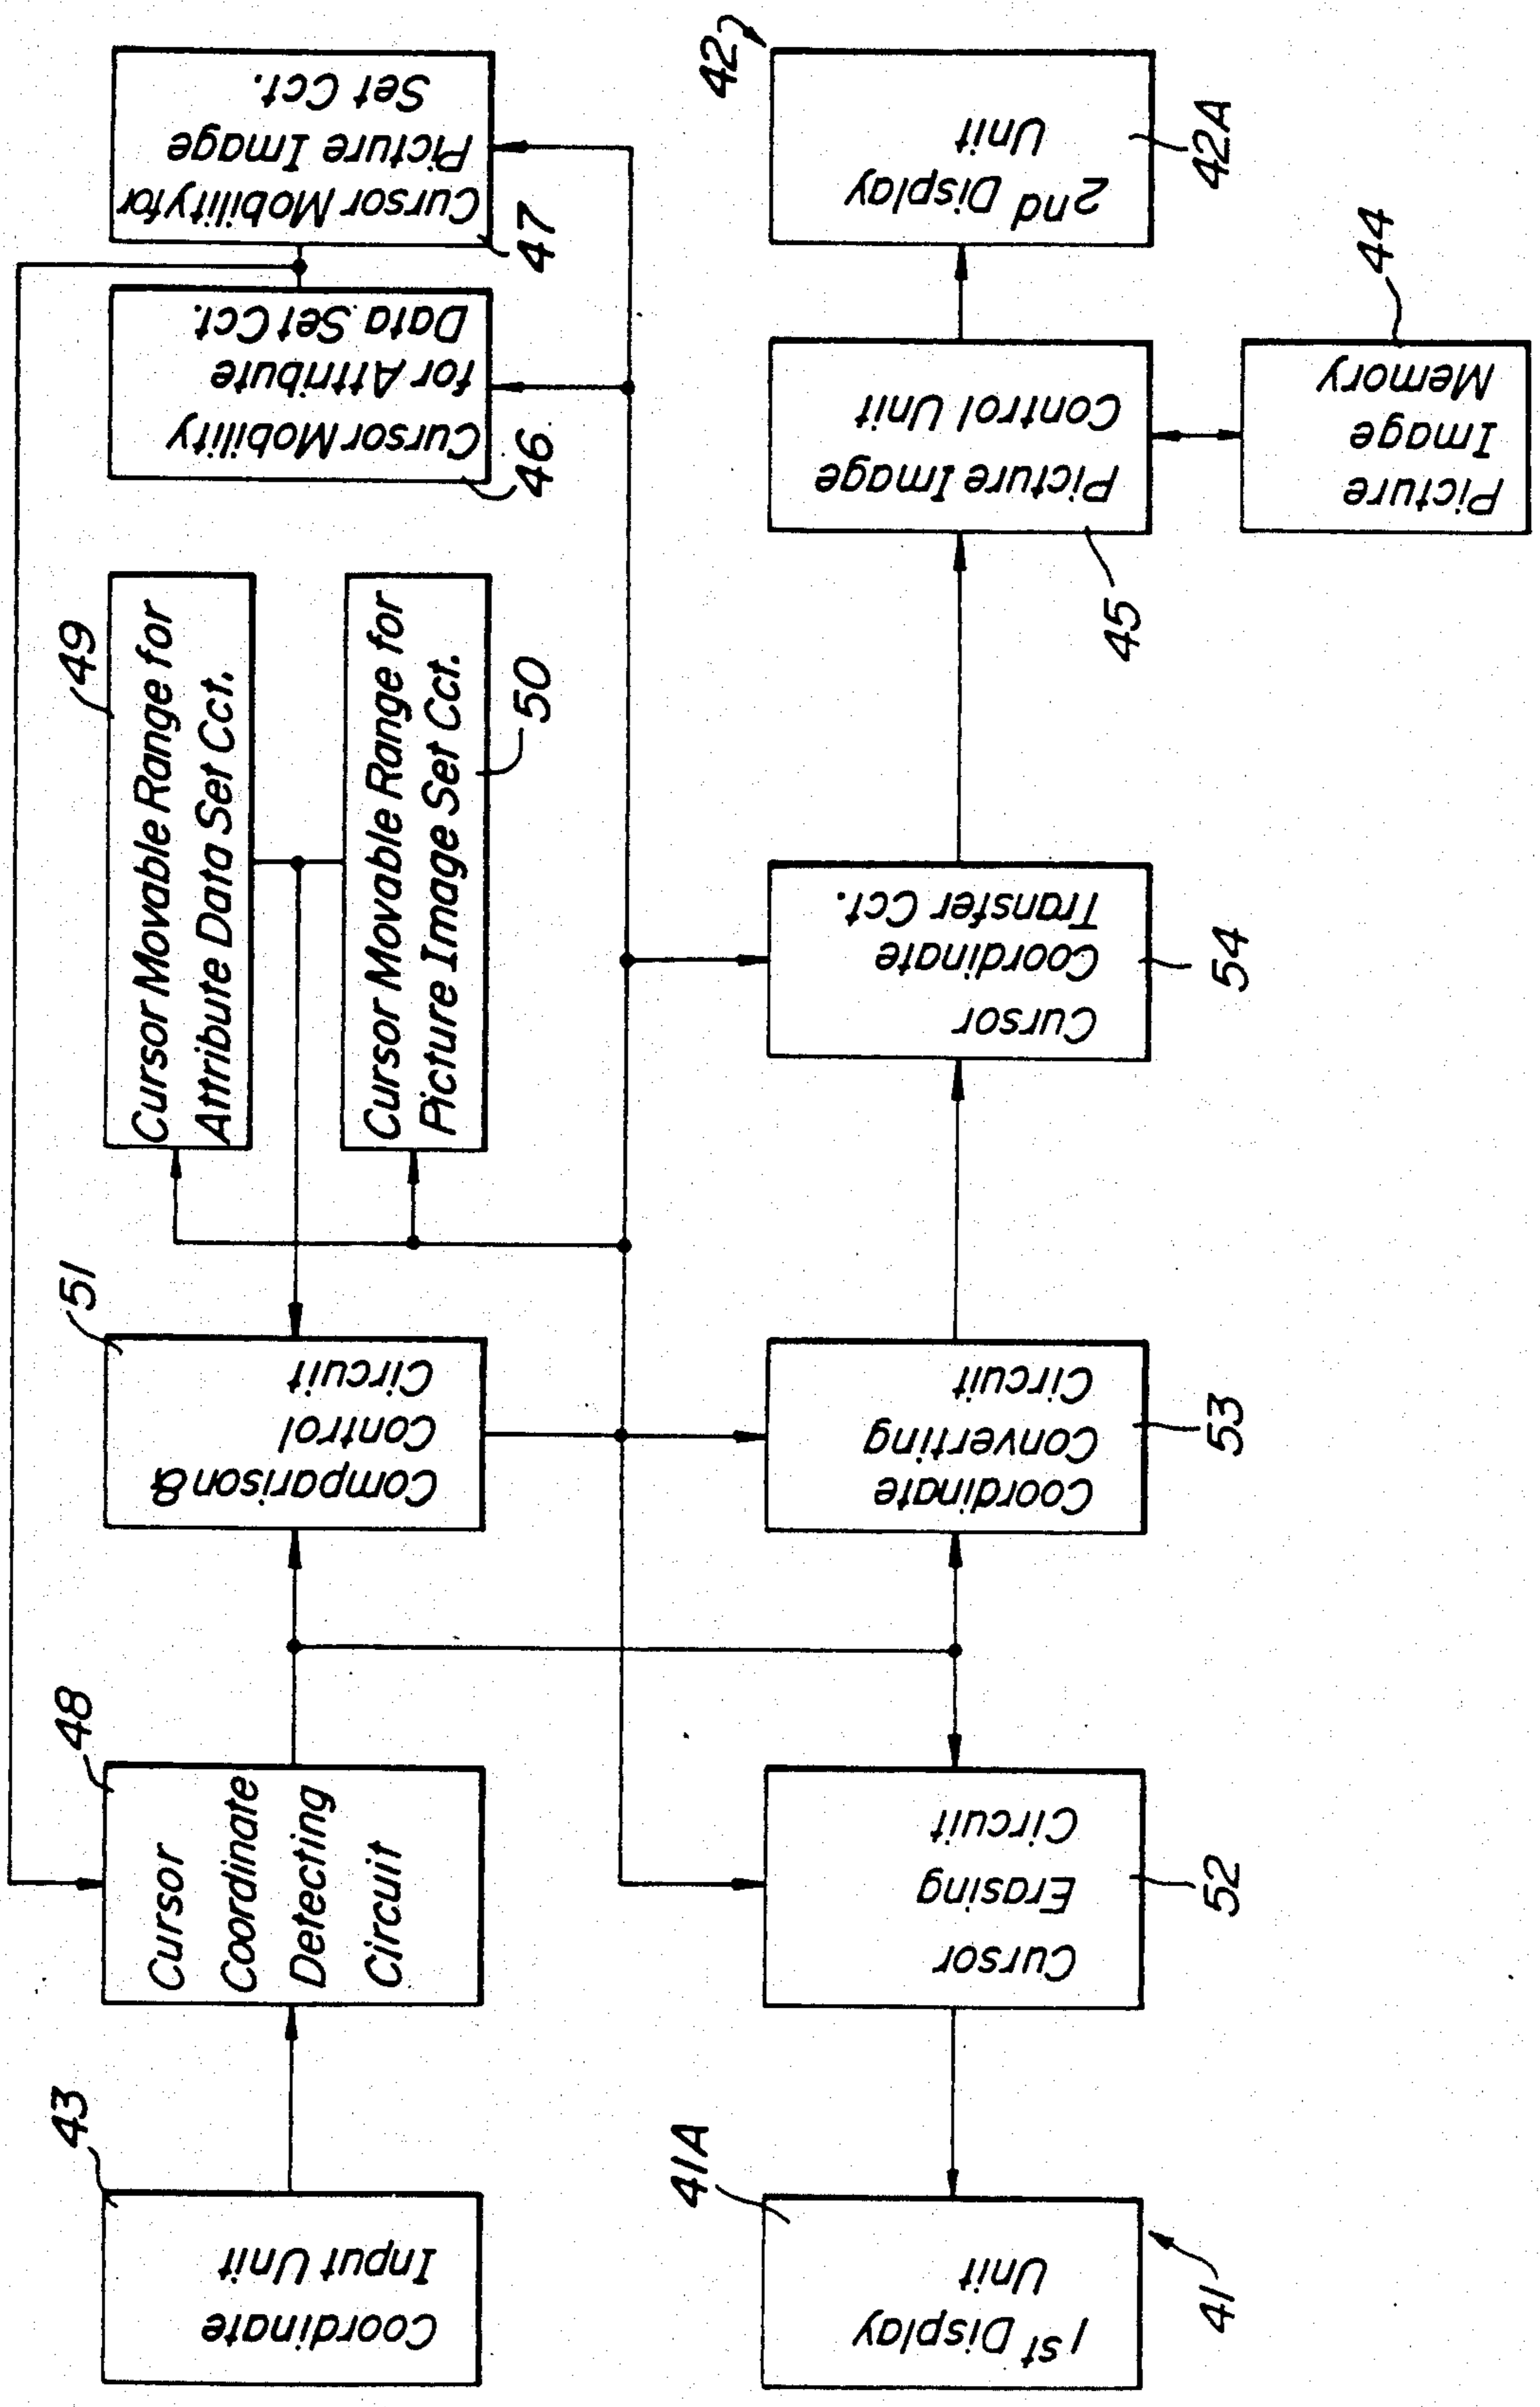 43
Coordinate
Input Unit
48
Cursor
Coordinate
Detecting
Circuit
51
Comparison &
Control
Circuit
49
Cursor Movable Range for
Attribute Data Set Cct.
Cursor Movable Range for
Picture Image Set Cct.
50
Cursor Mobility
for Attribute
Data Set Cct.
46
Cursor Mobility for
Picture Image
Set Cct.
47
41A
1st Display
Unit
41
Cursor
Erasing
Circuit
52
Coordinate
Converting
Circuit
53
Cursor
Coordinate
Transfer Cct.
54
Picture Image
Control Unit
45
42
2nd Display
Unit
42A
Picture
Image
Memory
44